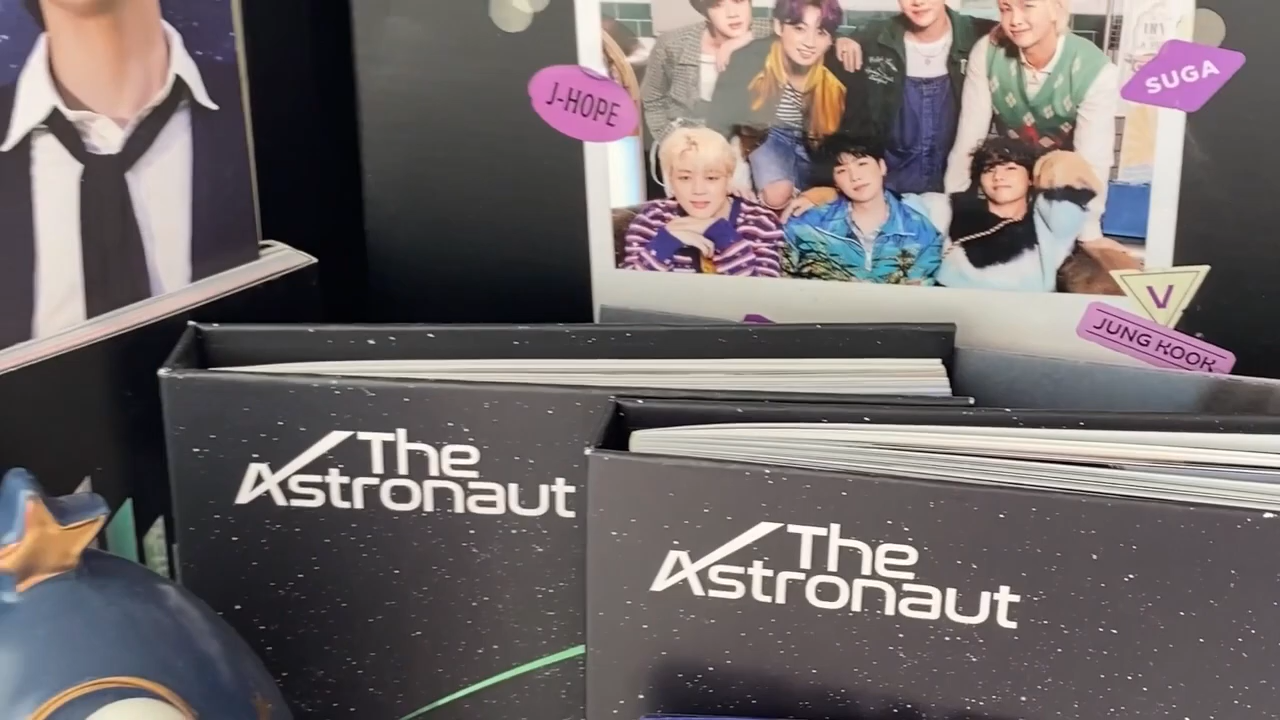 J-HOPE
SUGA
V
JUNG KOOK
The
Astronaut
The
Astronaut